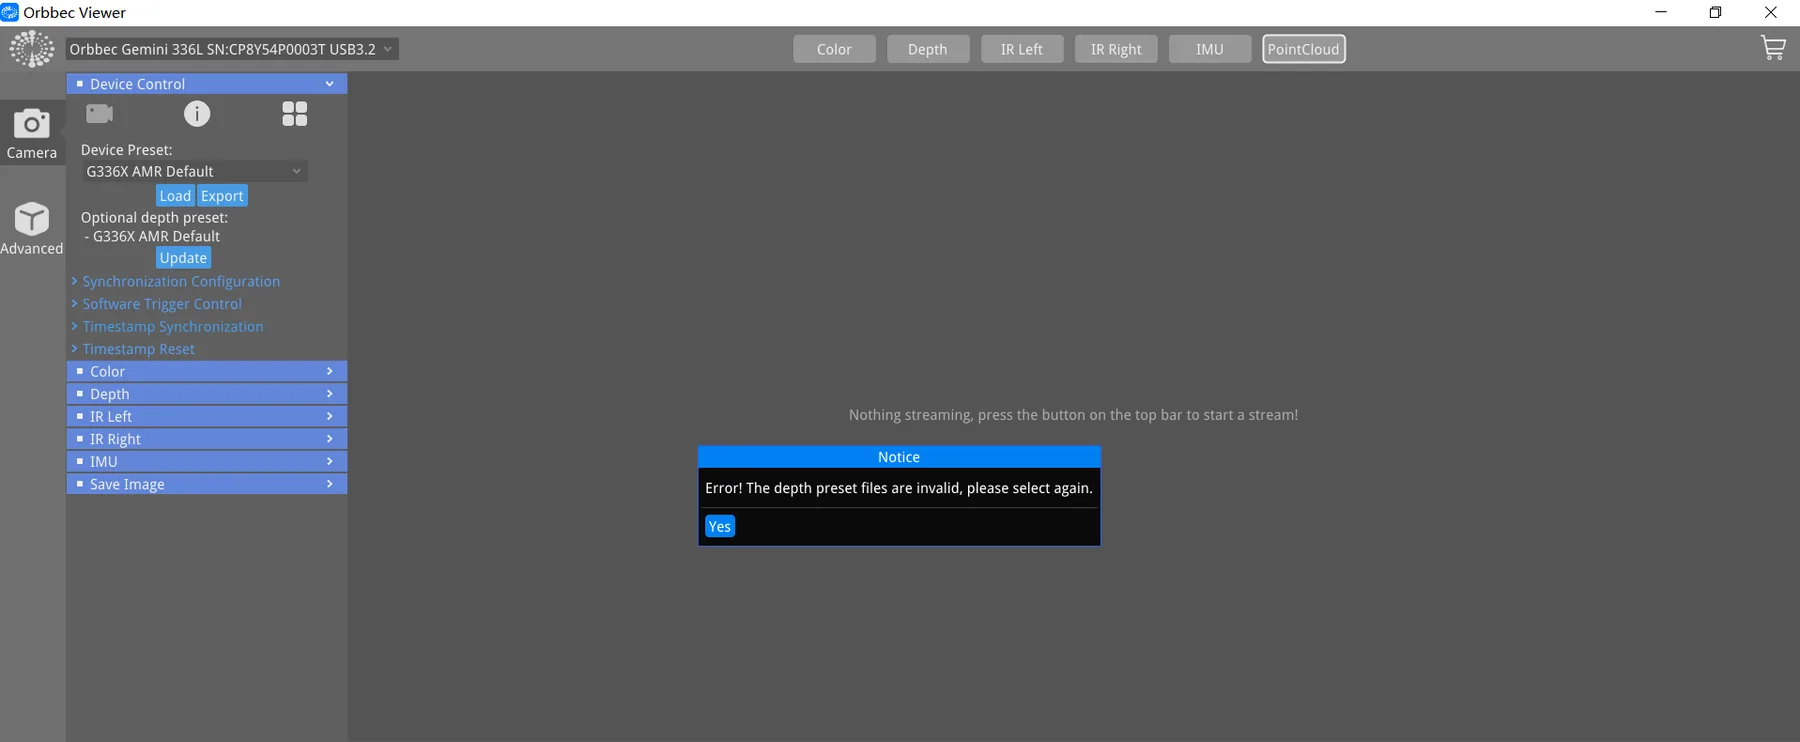 Orbbec Viewer
Orbbec Gemini 336L SN:CP8Y54P0003T USB3.2
Color
Depth
IR Left
IR Right
IMU
PointCloud
Device Control
Camera
Advanced
Device Preset:
G336X AMR Default
Load
Export
Optional depth preset:
- G336X AMR Default
Update
> Synchronization Configuration
> Software Trigger Control
> Timestamp Synchronization
> Timestamp Reset
Color
Depth
IR Left
IR Right
IMU
Save Image
Nothing streaming, press the button on the top bar to start a stream!
Notice
Error! The depth preset files are invalid, please select again.
Yes